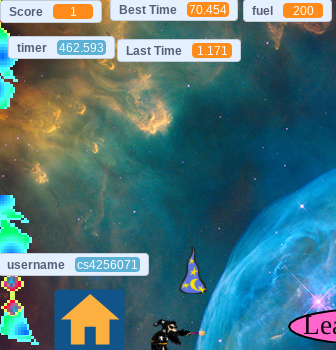 Score 1
Best Time 70.454
fuel 200
timer 462.593
Last Time 1.171
username cs4256071
Lea